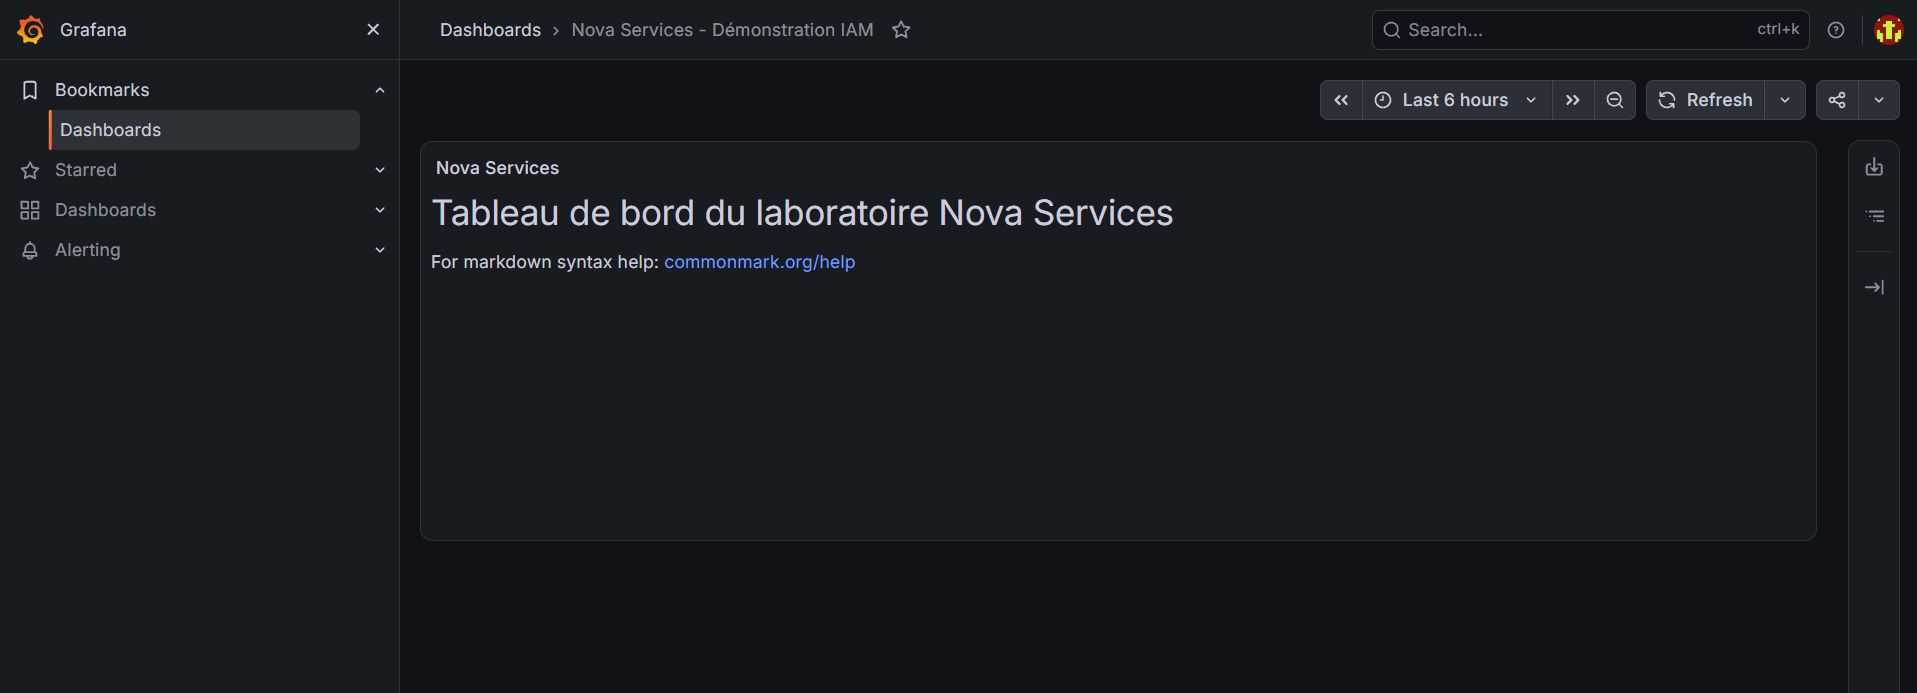 Grafana
Dashboards › Nova Services - Démonstration IAM
Search... ctrl+k
Bookmarks
Dashboards
Starred
Dashboards
Alerting
Last 6 hours
Refresh
Nova Services
Tableau de bord du laboratoire Nova Services
For markdown syntax help: commonmark.org/help